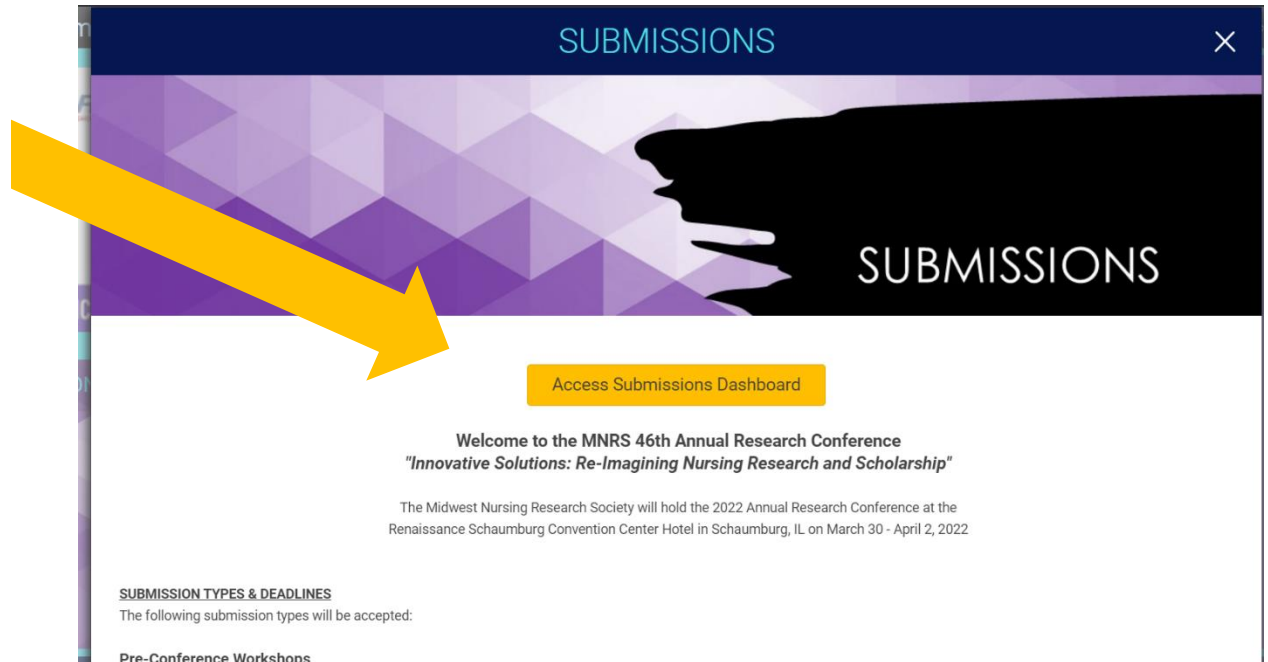 SUBMISSIONS
SUBMISSIONS
Access Submissions Dashboard
Welcome to the MNRS 46th Annual Research Conference
"Innovative Solutions: Re-Imagining Nursing Research and Scholarship"
The Midwest Nursing Research Society will hold the 2022 Annual Research Conference at the
Renaissance Schaumburg Convention Center Hotel in Schaumburg, IL on March 30 - April 2, 2022
SUBMISSION TYPES & DEADLINES
The following submission types will be accepted:
Pre-Conference Workshops